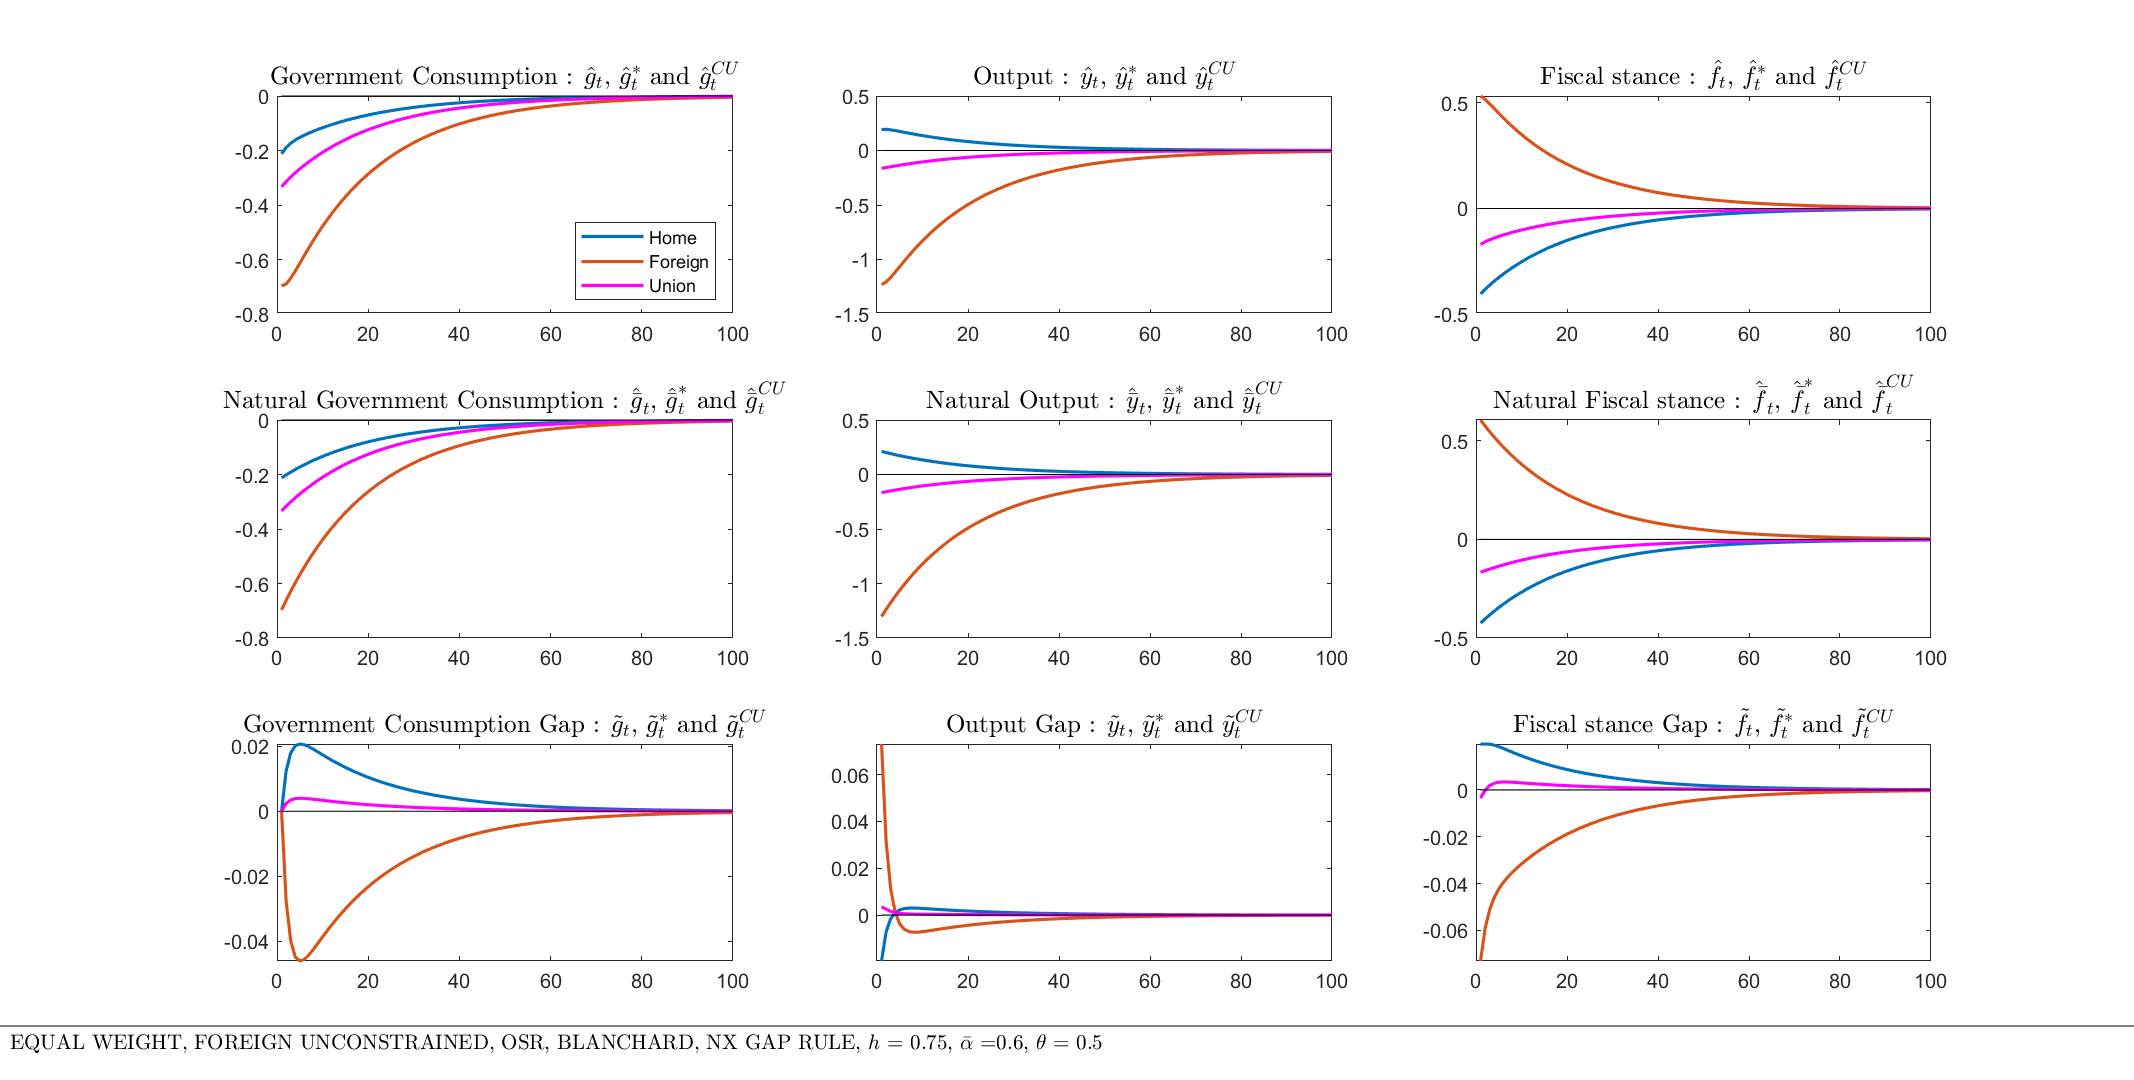 Government Consumption : ĝₜ, ĝₜ* and ĝₜᶜᵁ
0
-0.2
-0.4
-0.6
-0.8
0 20 40 60 80 100
Home
Foreign
Union
Output : ŷₜ, ŷₜ* and ŷₜᶜᵁ
0.5
0
-0.5
-1
-1.5
0 20 40 60 80 100
Fiscal stance : f̂ₜ, f̂ₜ* and f̂ₜᶜᵁ
0.5
0
-0.5
0 20 40 60 80 100
Natural Government Consumption : ḡ̂ₜ, ḡ̂ₜ* and ḡ̂ₜᶜᵁ
0
-0.2
-0.4
-0.6
-0.8
0 20 40 60 80 100
Natural Output : ȳ̂ₜ, ȳ̂ₜ* and ȳ̂ₜᶜᵁ
0.5
0
-0.5
-1
-1.5
0 20 40 60 80 100
Natural Fiscal stance : f̄̂ₜ, f̄̂ₜ* and f̄̂ₜᶜᵁ
0.5
0
-0.5
0 20 40 60 80 100
Government Consumption Gap : g̃ₜ, g̃ₜ* and g̃ₜᶜᵁ
0.02
0
-0.02
-0.04
0 20 40 60 80 100
Output Gap : ỹₜ, ỹₜ* and ỹₜᶜᵁ
0.06
0.04
0.02
0
0 20 40 60 80 100
Fiscal stance Gap : f̃ₜ, f̃ₜ* and f̃ₜᶜᵁ
0
-0.02
-0.04
-0.06
0 20 40 60 80 100
EQUAL WEIGHT, FOREIGN UNCONSTRAINED, OSR, BLANCHARD, NX GAP RULE, h = 0.75, ᾱ =0.6, θ = 0.5